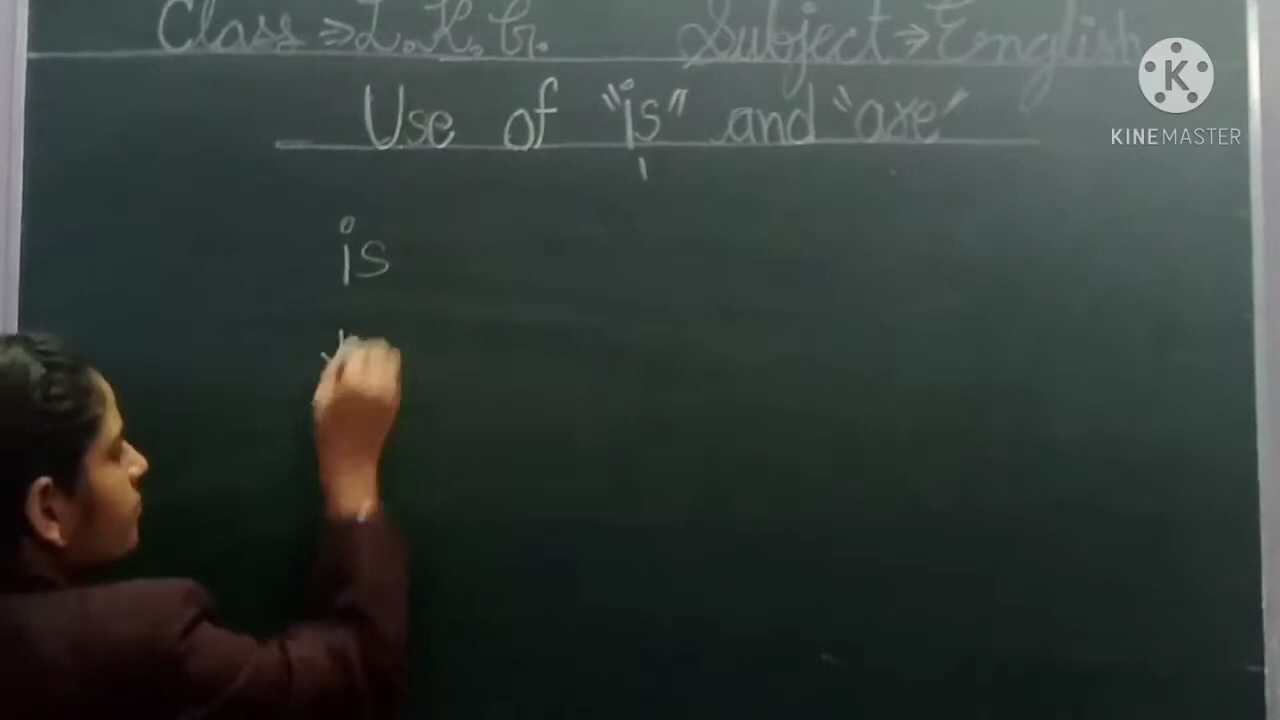 Class ⇒ L.K.G. Subject ⇒ English
Use of "is" and "are"
is
KINEMASTER